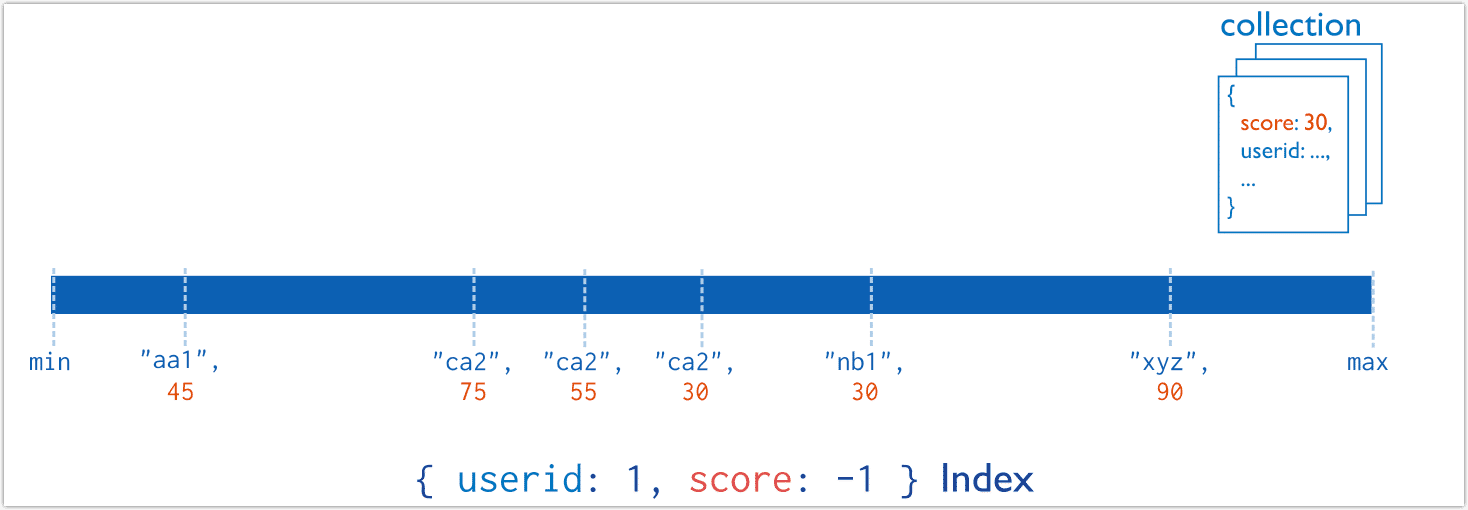 collection
{
score: 30,
userid: ...,
...
}
min "aa1", "ca2", "ca2", "ca2", "nb1", "xyz", max
45 75 55 30 30 90
{ userid: 1, score: -1 } Index